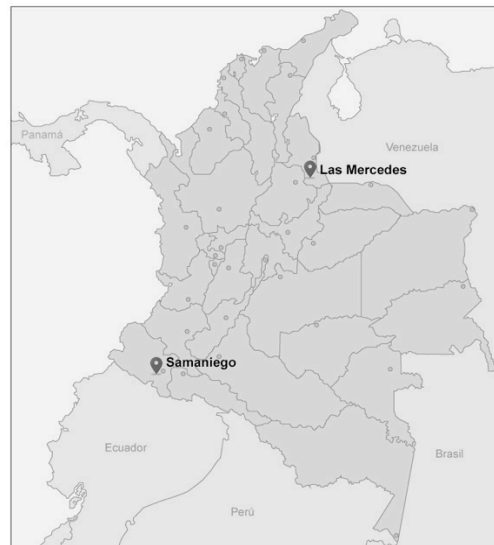 Panamá
Venezuela
Las Mercedes
Samaniego
Ecuador
Brasil
Perú